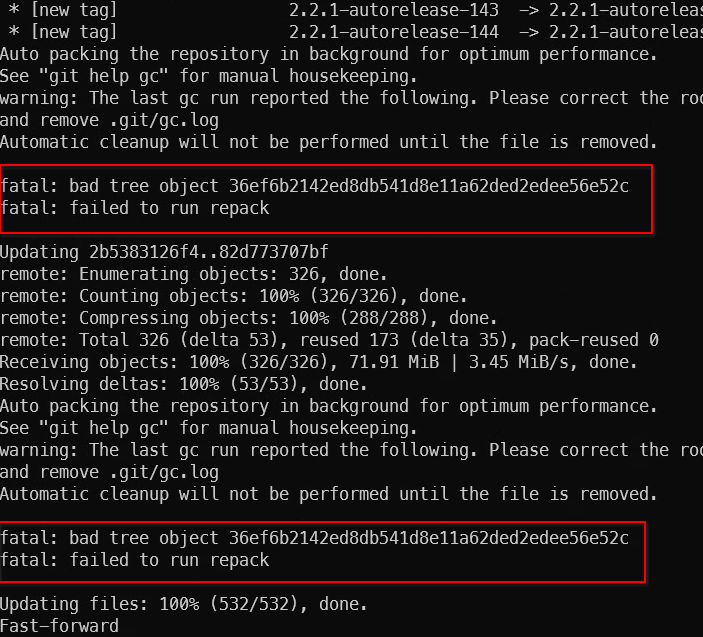 * [new tag] 2.2.1-autorelease-143 -> 2.2.1-autorelea
* [new tag] 2.2.1-autorelease-144 -> 2.2.1-autorelea
Auto packing the repository in background for optimum performance.
See "git help gc" for manual housekeeping.
warning: The last gc run reported the following. Please correct the
and remove .git/gc.log
Automatic cleanup will not be performed until the file is removed.
fatal: bad tree object 36ef6b2142ed8db541d8e11a62ded2edee56e52c
fatal: failed to run repack
Updating 2b5383126f4..82d773707bf
remote: Enumerating objects: 326, done.
remote: Counting objects: 100% (326/326), done.
remote: Compressing objects: 100% (288/288), done.
remote: Total 326 (delta 53), reused 173 (delta 35), pack-reused 0
Receiving objects: 100% (326/326), 71.91 MiB | 3.45 MiB/s, done.
Resolving deltas: 100% (53/53), done.
Auto packing the repository in background for optimum performance.
See "git help gc" for manual housekeeping.
warning: The last gc run reported the following. Please correct the
and remove .git/gc.log
Automatic cleanup will not be performed until the file is removed.
fatal: bad tree object 36ef6b2142ed8db541d8e11a62ded2edee56e52c
fatal: failed to run repack
Updating files: 100% (532/532), done.
Fast-forward